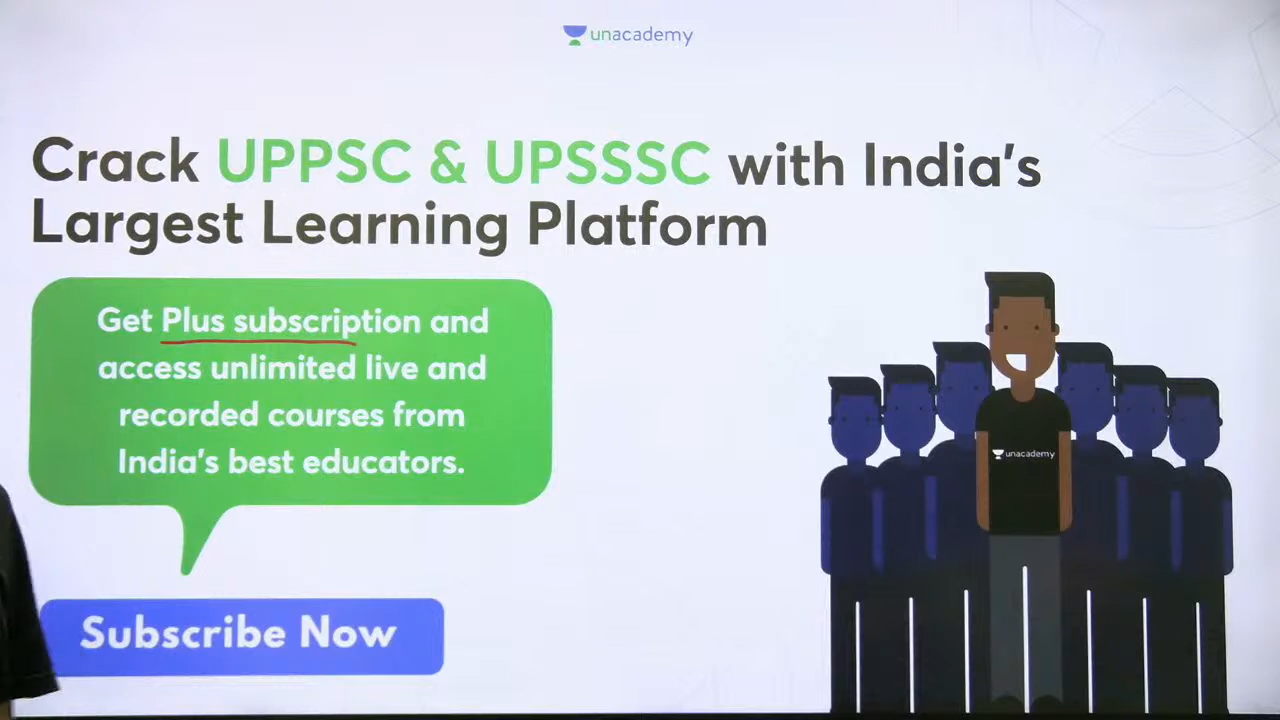 unacademy
Crack UPPSC & UPSSSC with India's
Largest Learning Platform
Get Plus subscription and
access unlimited live and
recorded courses from
India's best educators.
unacademy
Subscribe Now